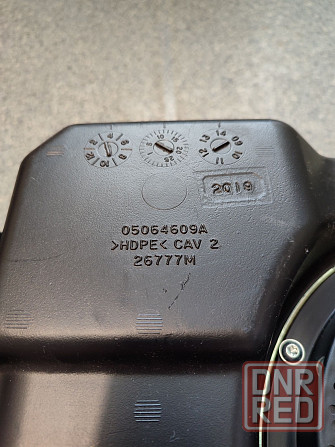 2019
05064609A
>HDPE< CAV 2
26777M
DNR
RED